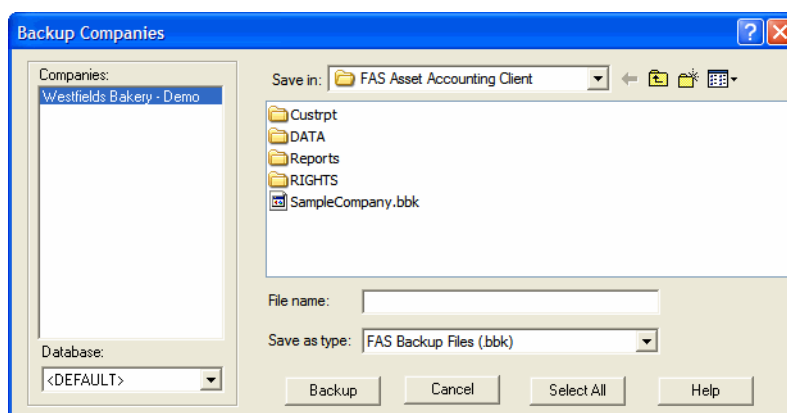 Backup Companies
Companies:
Westfields Bakery - Demo
Database:
<DEFAULT>
Save in: FAS Asset Accounting Client
Custrpt
DATA
Reports
RIGHTS
SampleCompany.bbk
File name:
Save as type: FAS Backup Files (.bbk)
Backup Cancel Select All Help